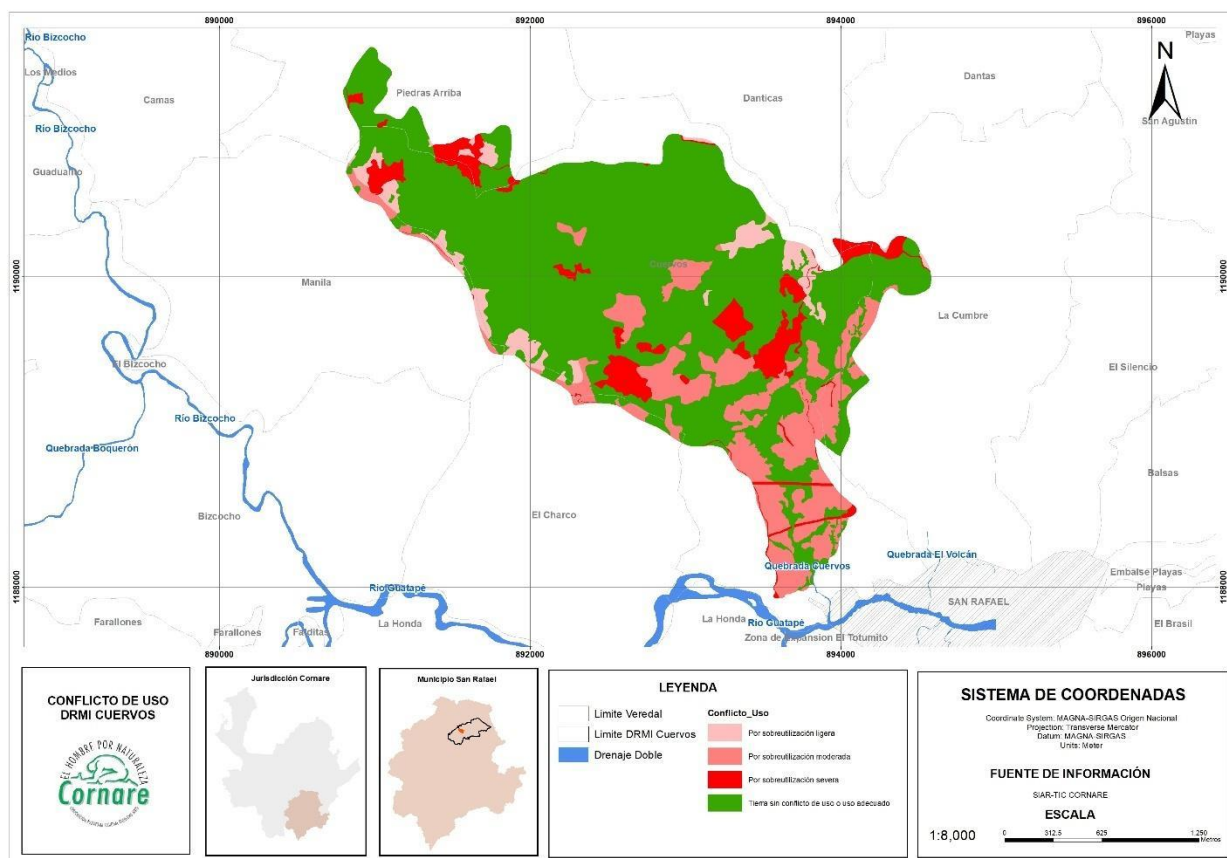 890000
892000
894000
896000
Río Bizcocho
Los Medios
Camas
Piedras Arriba
Danticas
Dantas
Playas
N
San Agustín
Río Bizcocho
Guadualito
1190000
Manila
Cuervos
1190000
La Cumbre
El Bizcocho
El Silencio
Río Bizcocho
Quebrada Boquerón
Balsas
Bizcocho
El Charco
Quebrada El Volcán
Quebrada Cuervos
Embalse Playas
Playas
1188000
Río Guatapé
SAN RAFAEL
1188000
Farallones
Farallones
Falditas
La Honda
La Honda
Río Guatapé
Zona de Expansion El Totumito
El Brasil
890000
892000
894000
896000
CONFLICTO DE USO
DRMI CUERVOS
EL HOMBRE POR NATURALEZA
Cornare
Jurisdicción Cornare
Municipio San Rafael
LEYENDA
Limite Veredal
Limite DRMI Cuervos
Drenaje Doble
Conflicto_Uso
Por sobreutilización ligera
Por sobreutilización moderada
Por sobreutilización severa
Tierra sin conflicto de uso o uso adecuado
SISTEMA DE COORDENADAS
Coordinate System: MAGNA-SIRGAS Origen Nacional
Projection: Transverse Mercator
Datum: MAGNA-SIRGAS
Units: Meter
FUENTE DE INFORMACIÓN
SIAR-TIC CORNARE
ESCALA
1:8,000
0 312.5 625 1.250
Metros